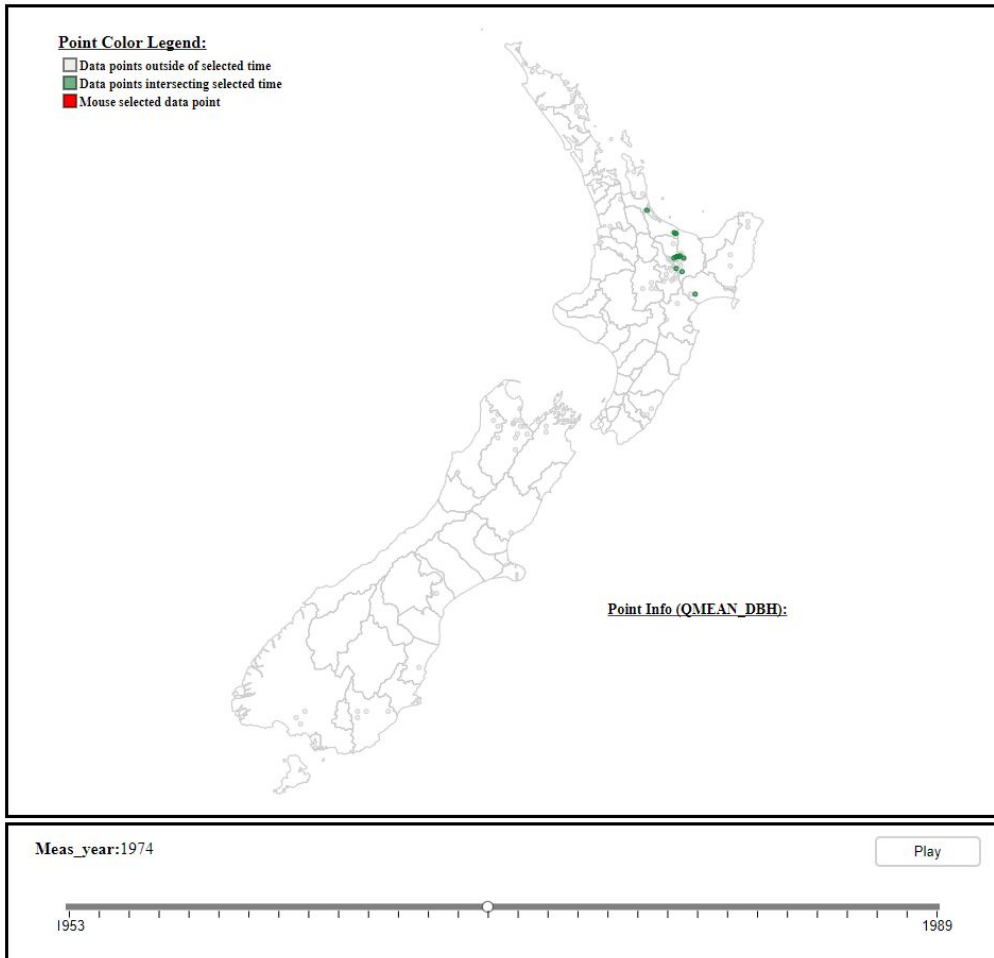 Point Color Legend:
Data points outside of selected time
Data points intersecting selected time
Mouse selected data point
Point Info (QMEAN_DBH):
Meas_year:1974
Play
1953
1989